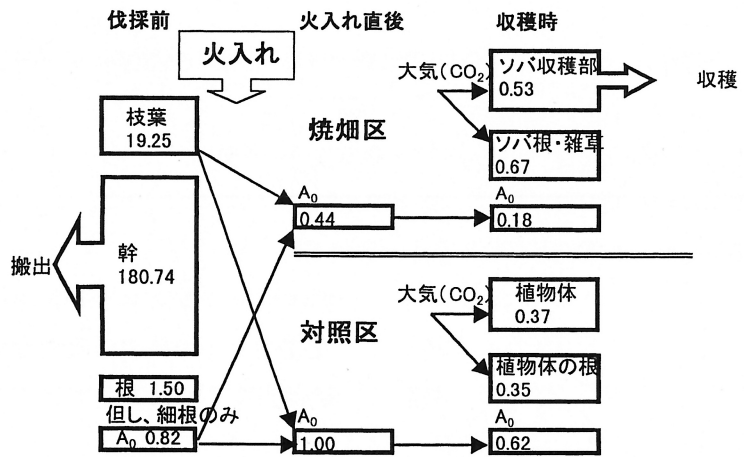 伐採前
火入れ直後
収穫時
火入れ
大気(CO₂)
ソバ収穫部
0.53
収穫
枝葉
19.25
焼畑区
ソバ根・雑草
0.67
A₀
0.44
A₀
0.18
搬出
幹
180.74
大気(CO₂)
植物体
0.37
対照区
植物体の根
0.35
根 1.50
但し、細根のみ
A₀ 0.82
A₀
1.00
A₀
0.62